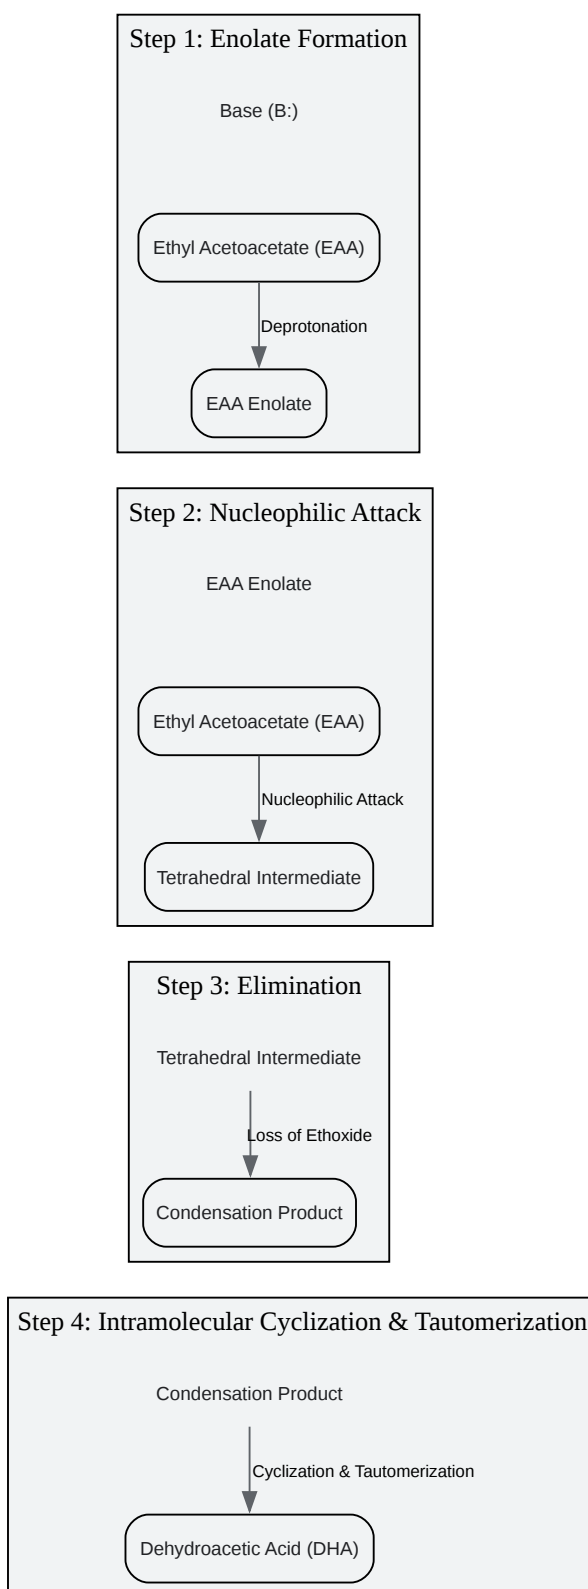 Step 1: Enolate Formation
Base (B:)
Ethyl Acetoacetate (EAA)
Deprotonation
EAA Enolate
Step 2: Nucleophilic Attack
EAA Enolate
Ethyl Acetoacetate (EAA)
Nucleophilic Attack
Tetrahedral Intermediate
Step 3: Elimination
Tetrahedral Intermediate
Loss of Ethoxide
Condensation Product
Step 4: Intramolecular Cyclization & Tautomerization
Condensation Product
Cyclization & Tautomerization
Dehydroacetic Acid (DHA)